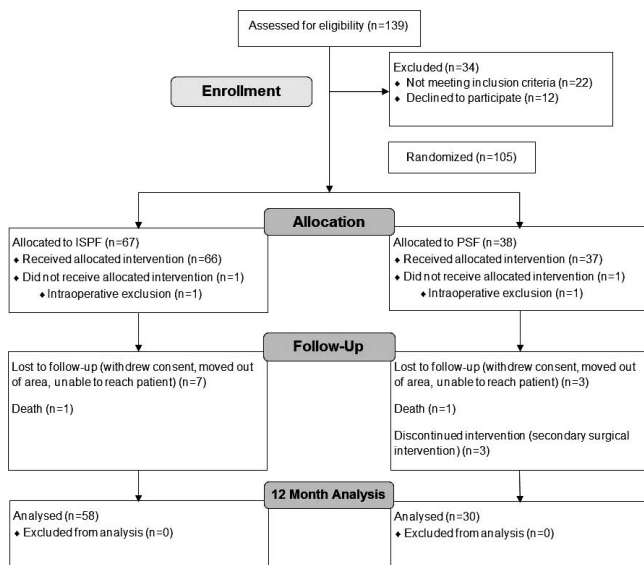 Assessed for eligibility (n=139)
Excluded (n=34)
♦ Not meeting inclusion criteria (n=22)
♦ Declined to participate (n=12)
Enrollment
Randomized (n=105)
Allocation
Allocated to ISPF (n=67)
♦ Received allocated intervention (n=66)
♦ Did not receive allocated intervention (n=1)
♦ Intraoperative exclusion (n=1)
Allocated to PSF (n=38)
♦ Received allocated intervention (n=37)
♦ Did not receive allocated intervention (n=1)
♦ Intraoperative exclusion (n=1)
Follow-Up
Lost to follow-up (withdrew consent, moved out
of area, unable to reach patient) (n=7)
Death (n=1)
Lost to follow-up (withdrew consent, moved out
of area, unable to reach patient) (n=3)
Death (n=1)
Discontinued intervention (secondary surgical
intervention) (n=3)
12 Month Analysis
Analysed (n=58)
♦ Excluded from analysis (n=0)
Analysed (n=30)
♦ Excluded from analysis (n=0)